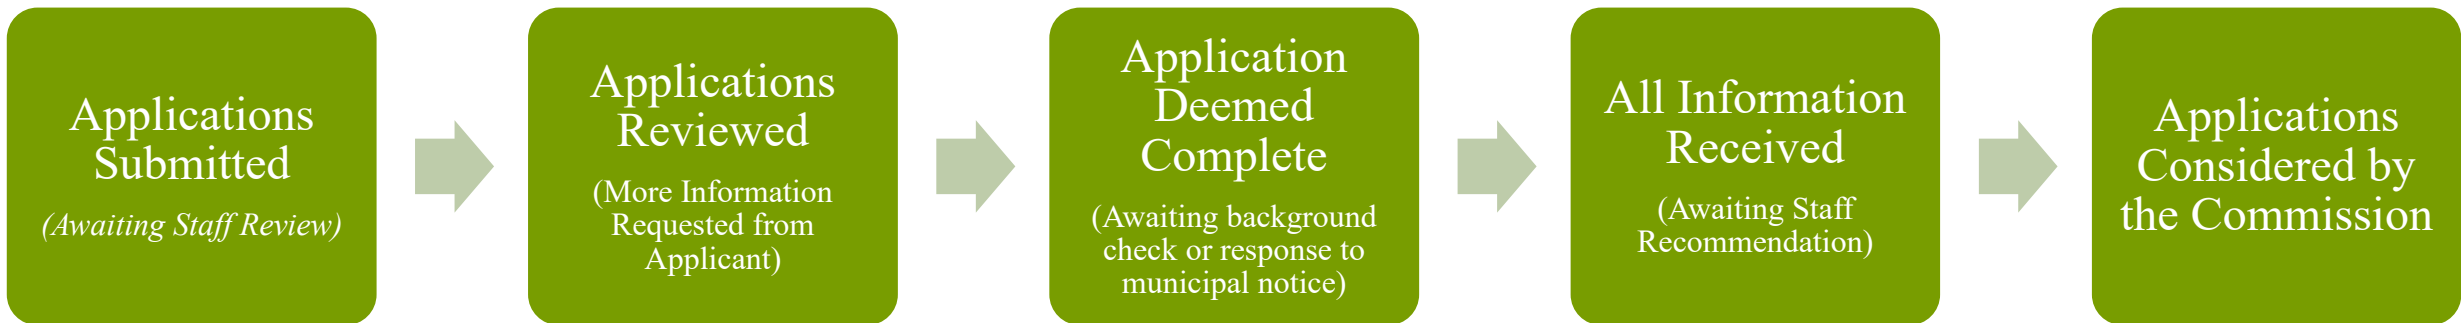 Applications
Submitted
(Awaiting Staff Review)
Applications
Reviewed
(More Information
Requested from
Applicant)
Application
Deemed
Complete
(Awaiting background
check or response to
municipal notice)
All Information
Received
(Awaiting Staff
Recommendation)
Applications
Considered by
the Commission